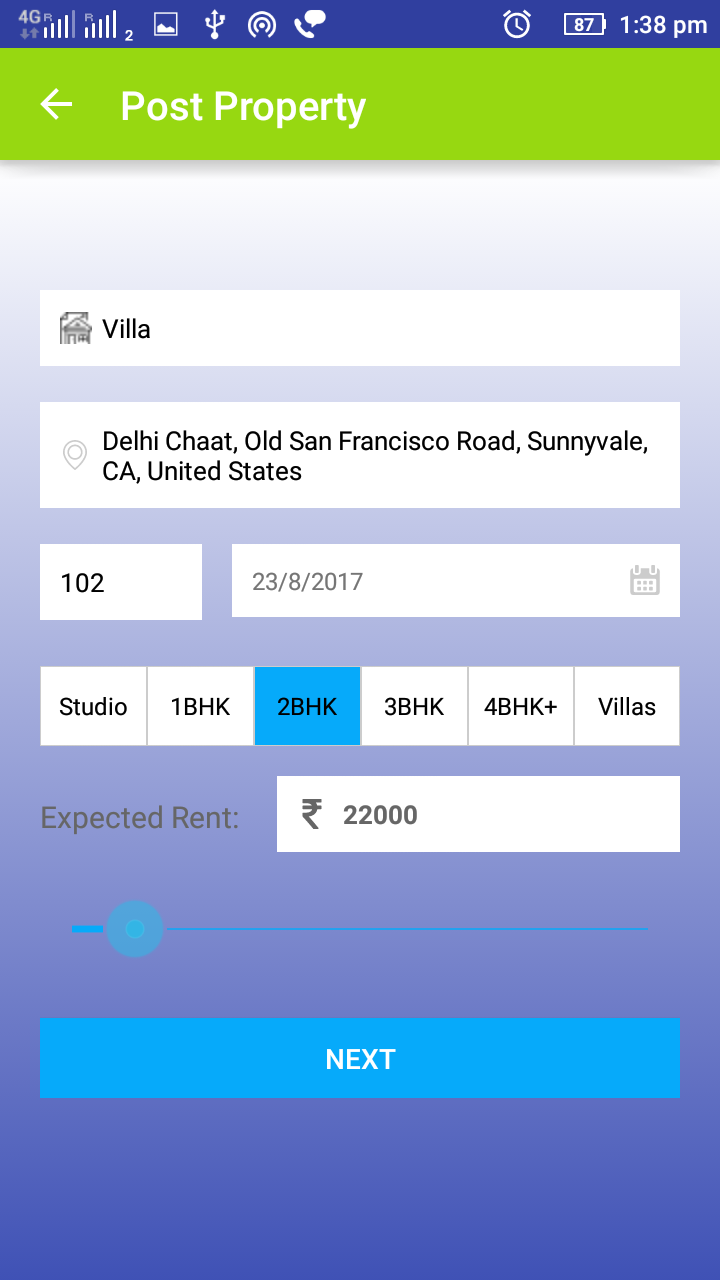 4G R R 2 87 1:38 pm
Post Property
Villa
Delhi Chaat, Old San Francisco Road, Sunnyvale,
CA, United States
102 23/8/2017
Studio 1BHK 2BHK 3BHK 4BHK+ Villas
Expected Rent: ₹ 22000
NEXT